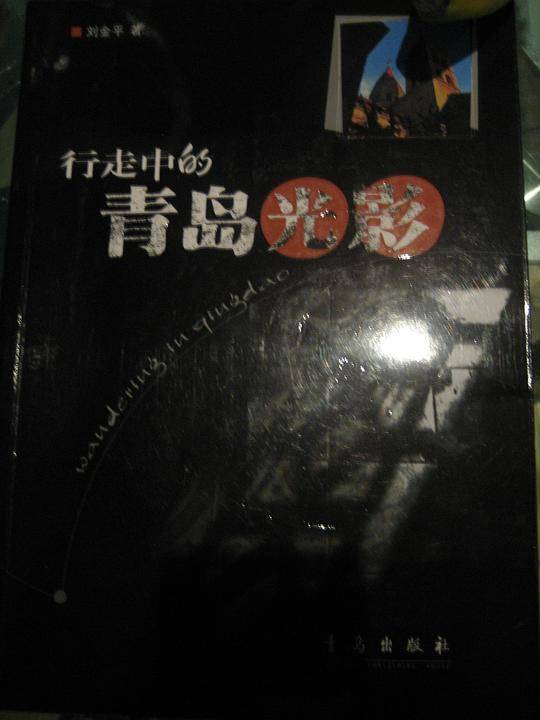 刘金平 著
行走中的
青岛光影
wandering in qingdao
青岛出版社